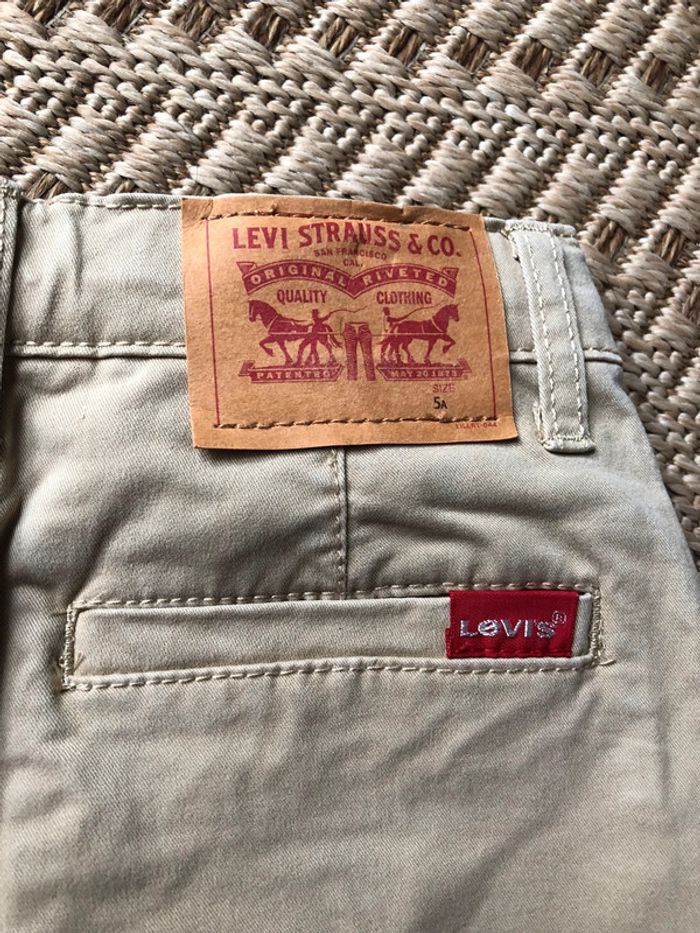 LEVI STRAUSS & CO.
SAN FRANCISCO
CAL.
ORIGINAL RIVETED
QUALITY CLOTHING
PATENTED MAY 20 1873
SIZE
5A
LEVI'S®